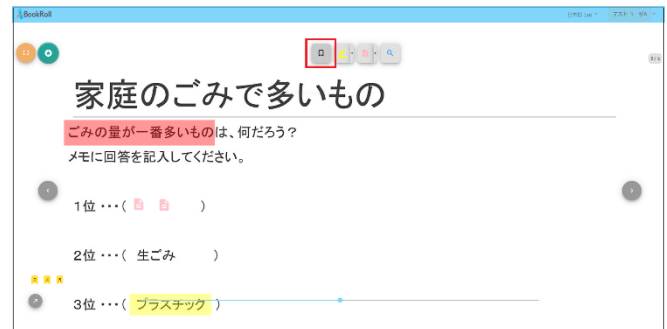 BookRoll
家庭のごみで多いもの
ごみの量が一番多いものは、何だろう?
メモに回答を記入してください。
1位・・・( )
2位・・・( 生ごみ )
3位・・・( プラスチック )